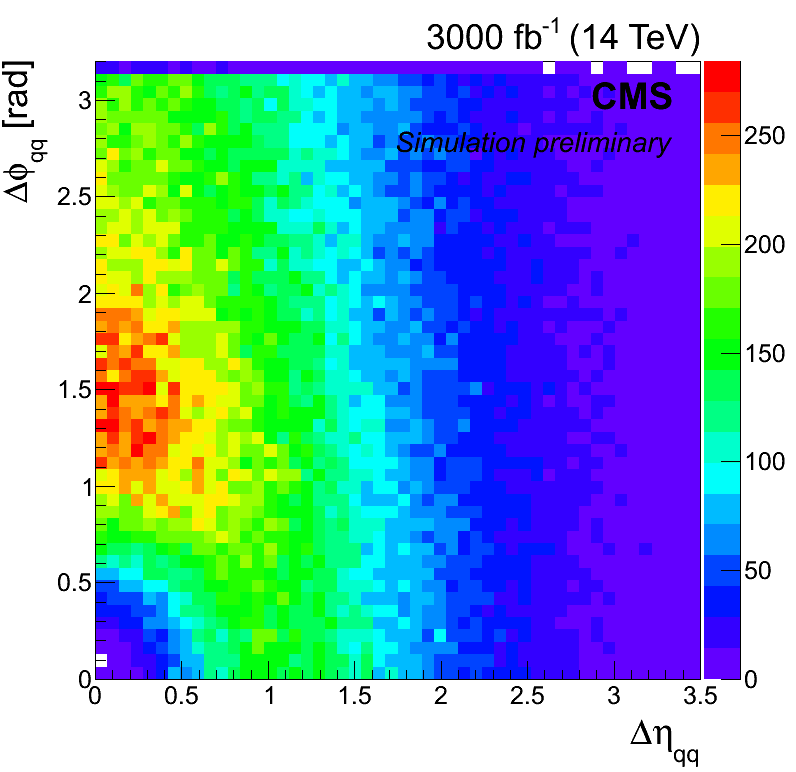 3000 fb-1 (14 TeV)
Δφqq [rad]
CMS
Simulation preliminary
3
2.5
2
1.5
1
0.5
0
250
200
150
100
50
0
0 0.5 1 1.5 2 2.5 3 3.5
Δηqq